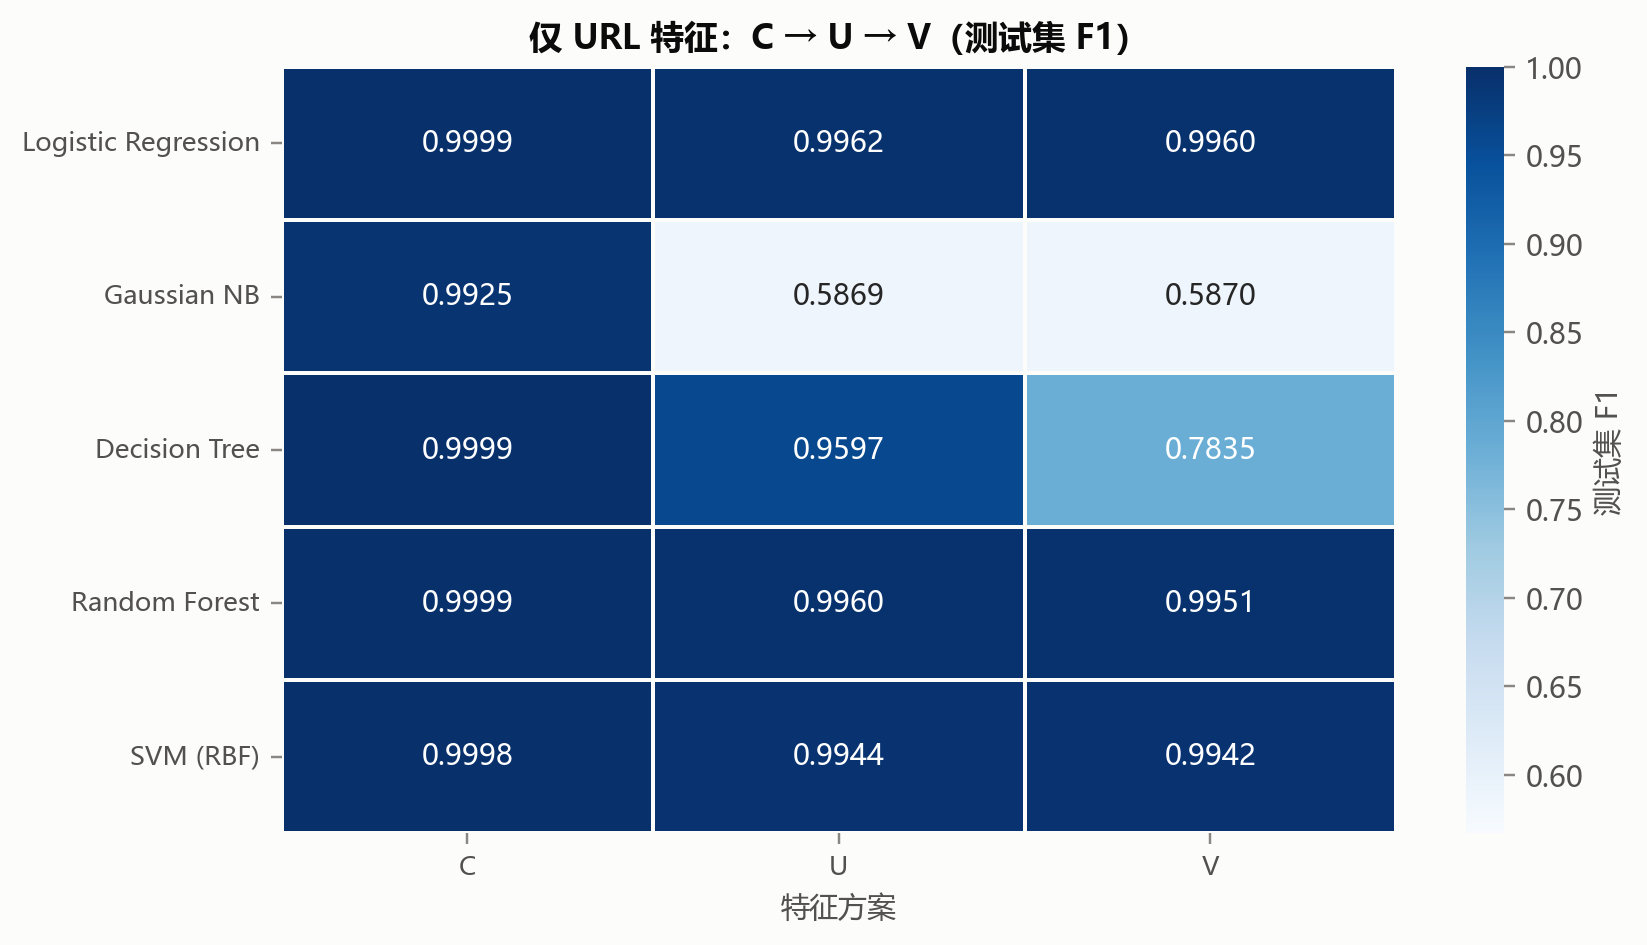 仅 URL 特征：C → U → V（测试集 F1）
Logistic Regression 0.9999 0.9962 0.9960
Gaussian NB 0.9925 0.5869 0.5870
Decision Tree 0.9999 0.9597 0.7835
Random Forest 0.9999 0.9960 0.9951
SVM (RBF) 0.9998 0.9944 0.9942
C U V
特征方案
1.00
0.95
0.90
0.85
0.80
0.75
0.70
0.65
0.60
测试集 F1